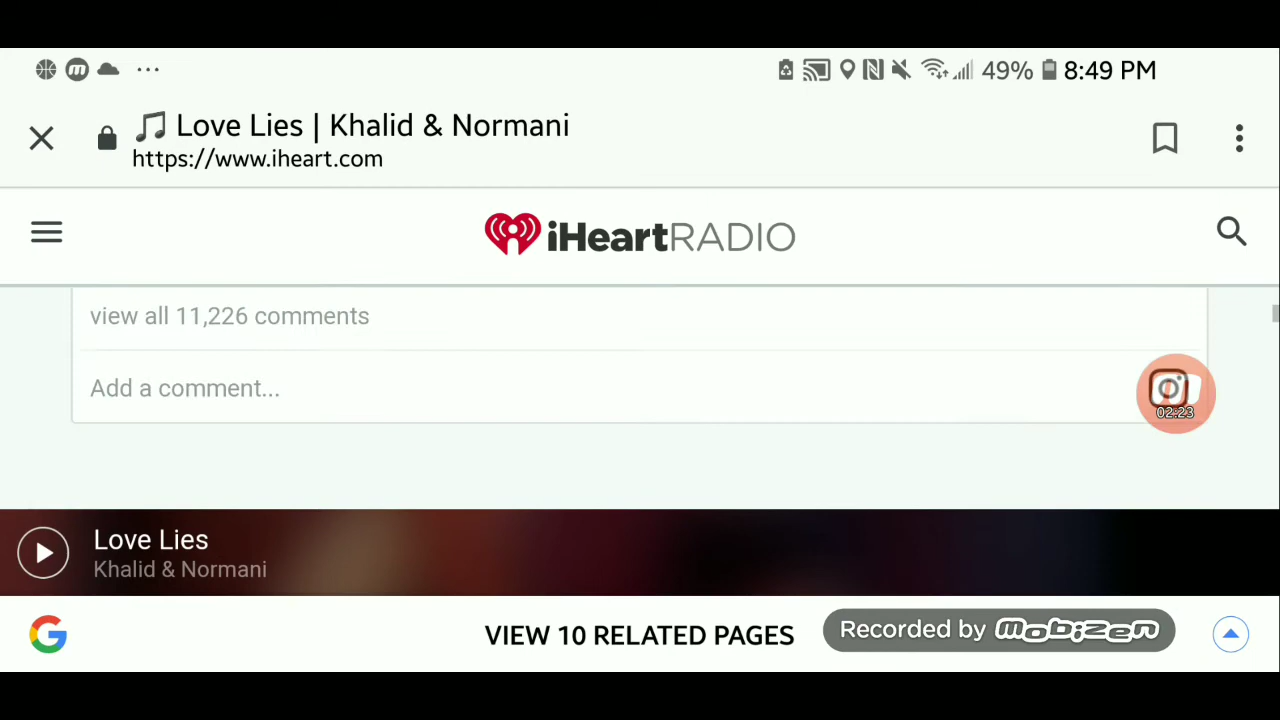 49% 8:49 PM
Love Lies | Khalid & Normani
https://www.iheart.com
iHeartRADIO
view all 11,226 comments
Add a comment...
02:23
Love Lies
Khalid & Normani
VIEW 10 RELATED PAGES
Recorded by mobizen